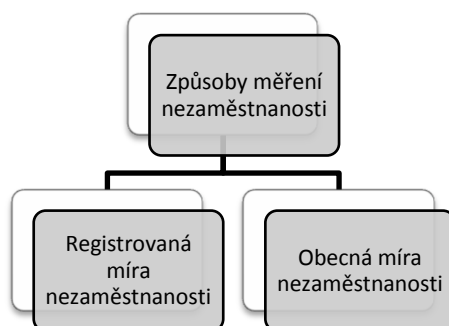 Způsoby měření
nezaměstnanosti
Registrovaná
míra
nezaměstnanosti
Obecná míra
nezaměstnanosti